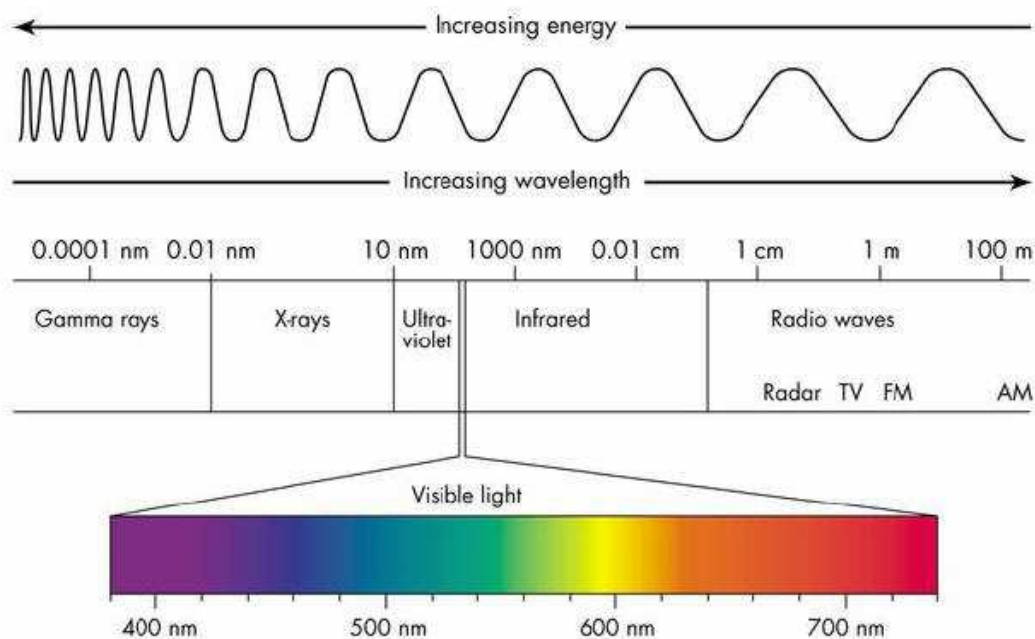 Increasing energy
Increasing wavelength
0.0001 nm 0.01 nm 10 nm 1000 nm 0.01 cm 1 cm 1 m 100 m
Gamma rays X-rays Ultra- Infrared Radio waves
violet
Radar TV FM AM
Visible light
400 nm 500 nm 600 nm 700 nm